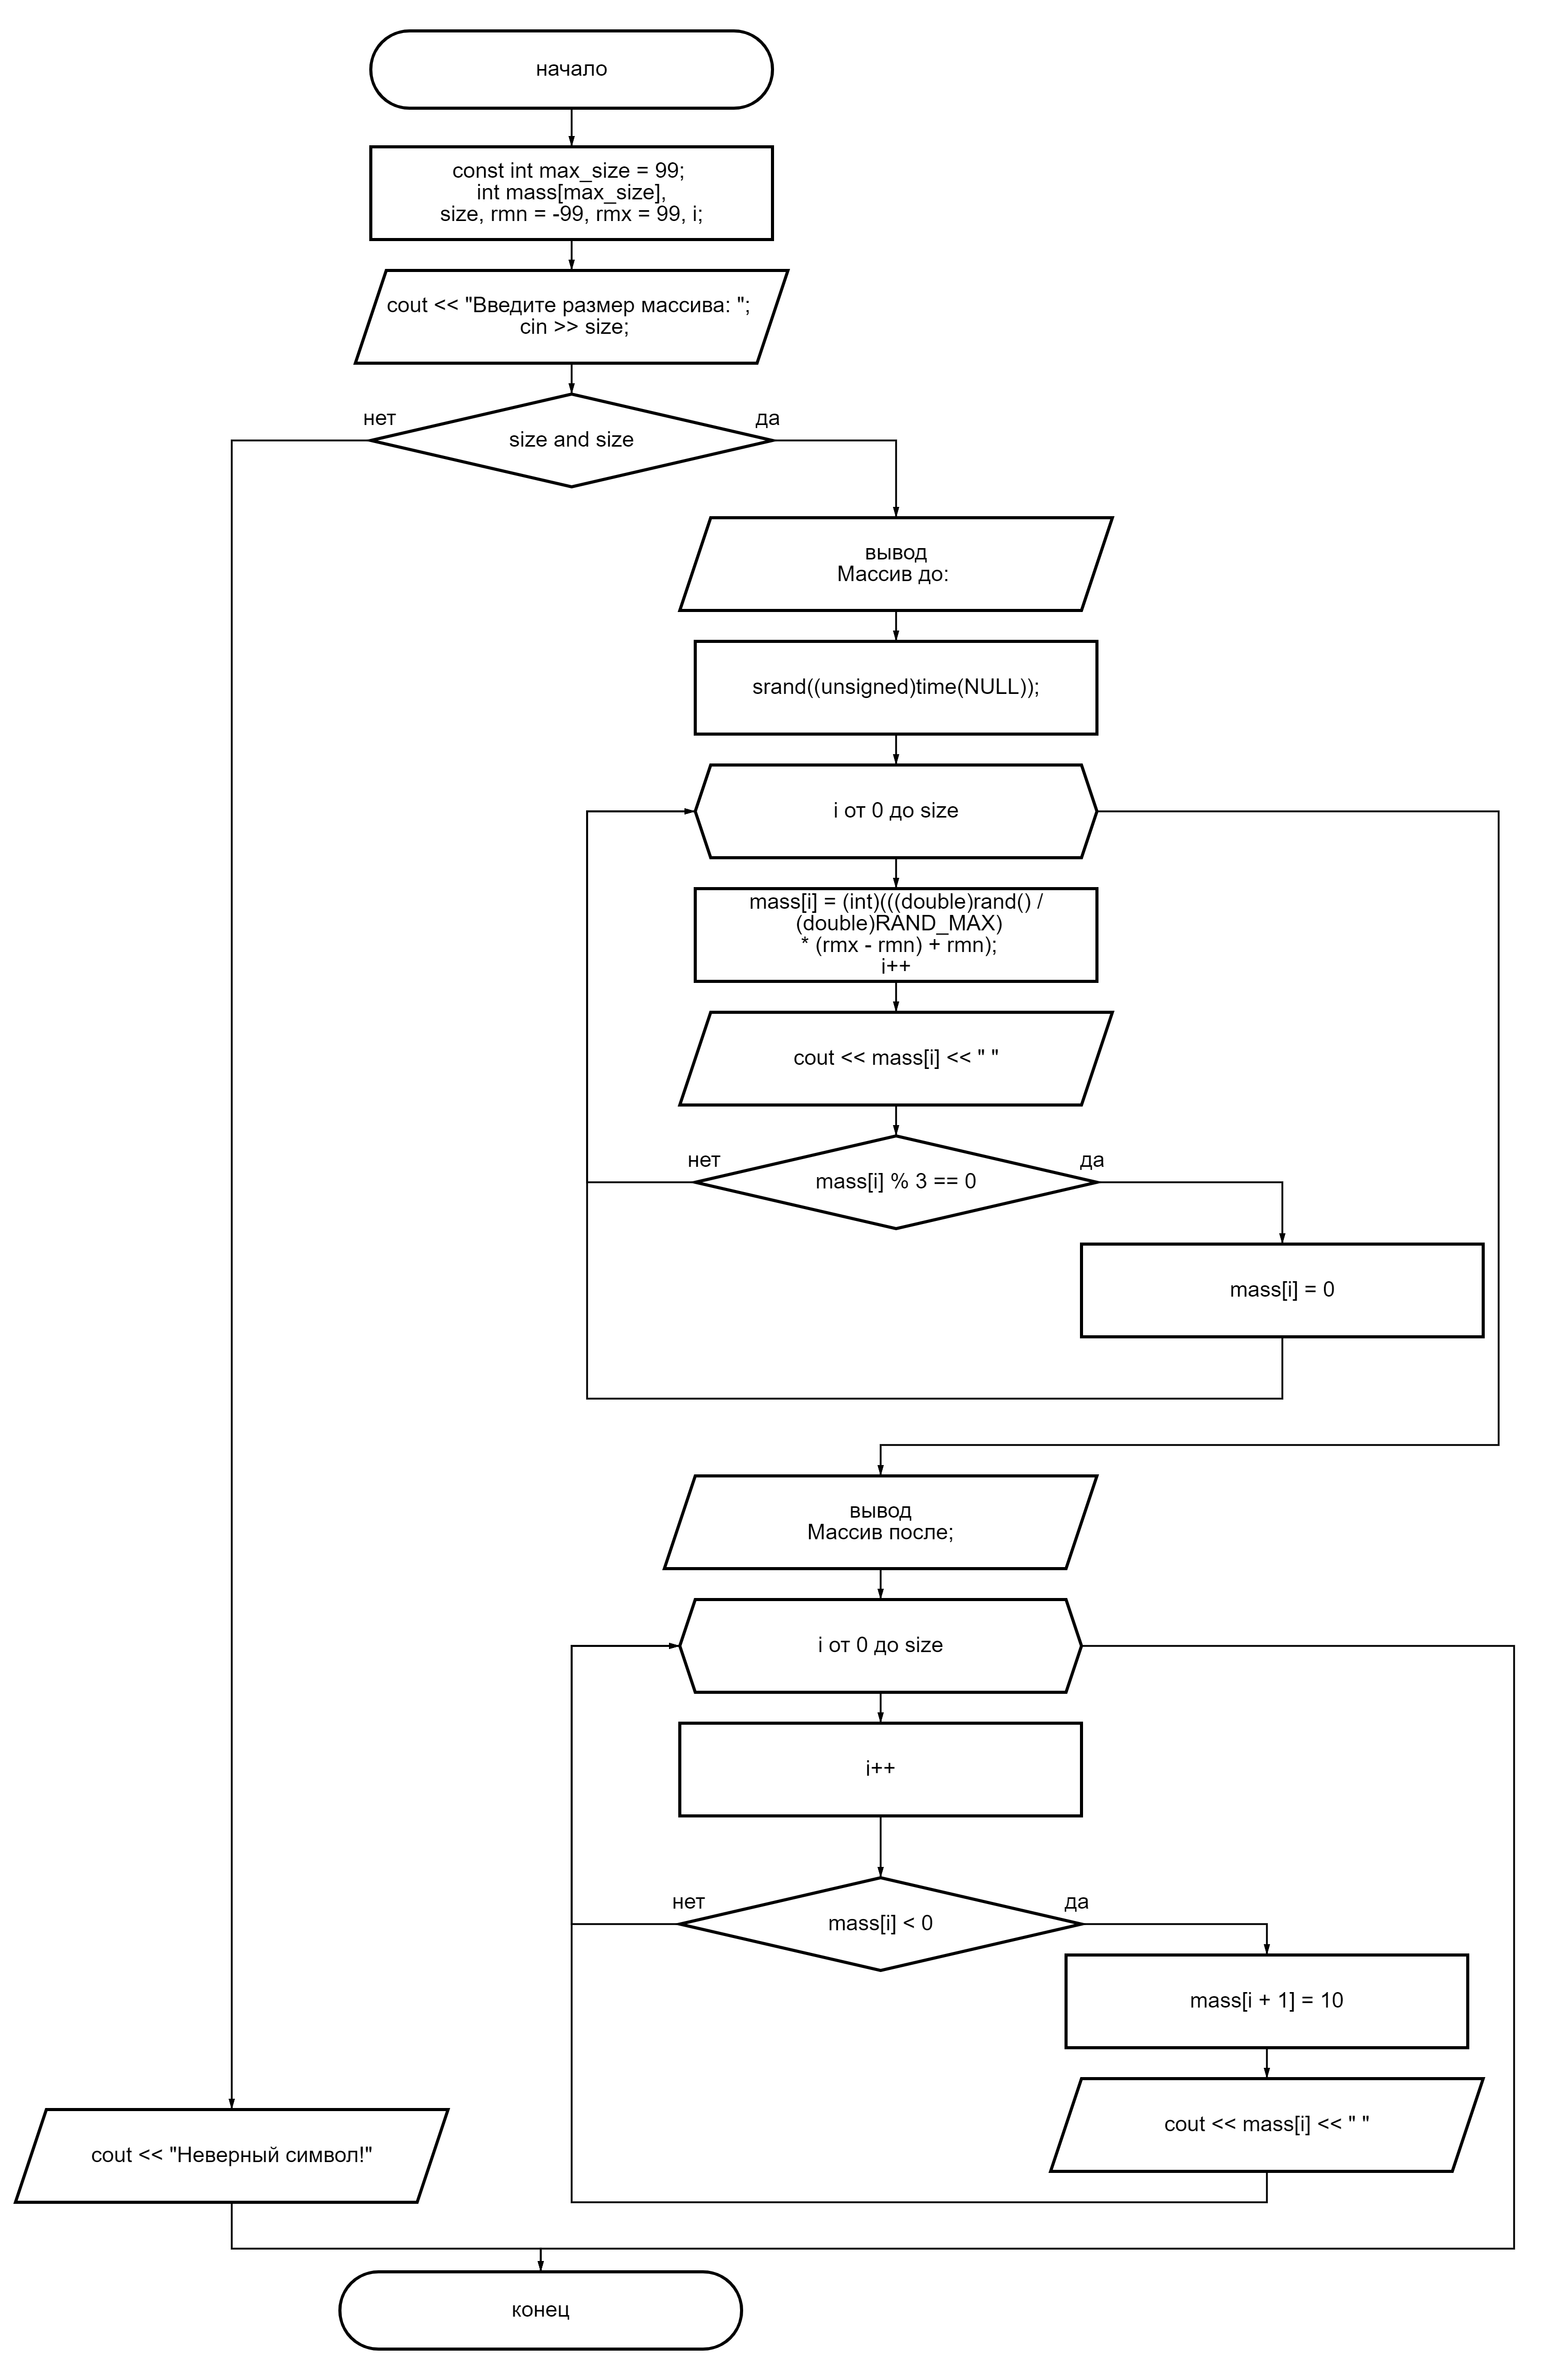 начало
const int max_size = 99;
int mass[max_size],
size, rmn = -99, rmx = 99, i;
cout << "Введите размер массива: ";
cin >> size;
нет
да
size and size
вывод
Массив до:
srand((unsigned)time(NULL));
i от 0 до size
mass[i] = (int)(((double)rand() /
(double)RAND_MAX)
* (rmx - rmn) + rmn);
i++
cout << mass[i] << " "
нет
да
mass[i] % 3 == 0
mass[i] = 0
вывод
Массив после;
i от 0 до size
i++
нет
да
mass[i] < 0
mass[i + 1] = 10
cout << mass[i] << " "
cout << "Неверный символ!"
конец